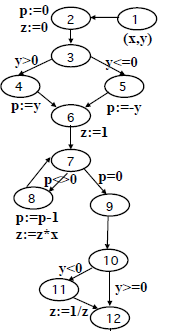 p:=0
z:=0
2
1
(x,y)
3
y>0
y<=0
4
5
p:=y
p:=-y
6
z:=1
7
p<>0
p=0
8
9
p:=p-1
z:=z*x
10
y<0
y>=0
11
z:=1/z
12